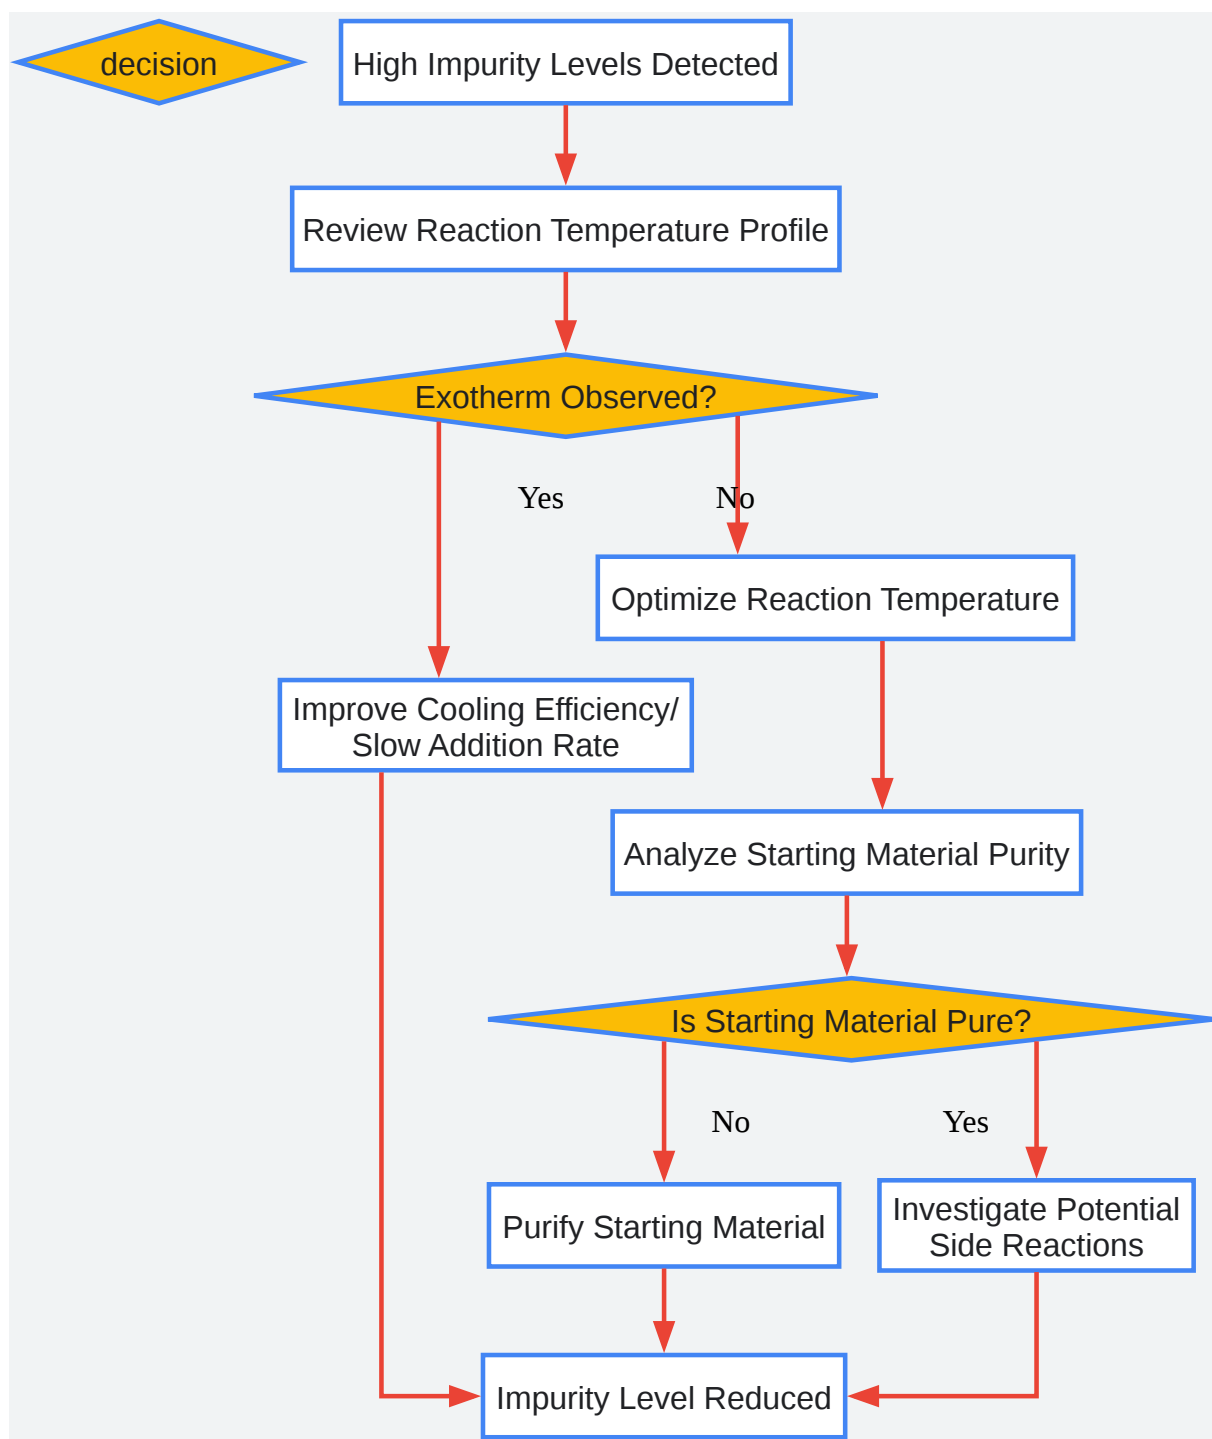 decision
High Impurity Levels Detected
Review Reaction Temperature Profile
Exotherm Observed?
Yes
No
Optimize Reaction Temperature
Improve Cooling Efficiency/
Slow Addition Rate
Analyze Starting Material Purity
Is Starting Material Pure?
No
Yes
Purify Starting Material
Investigate Potential
Side Reactions
Impurity Level Reduced